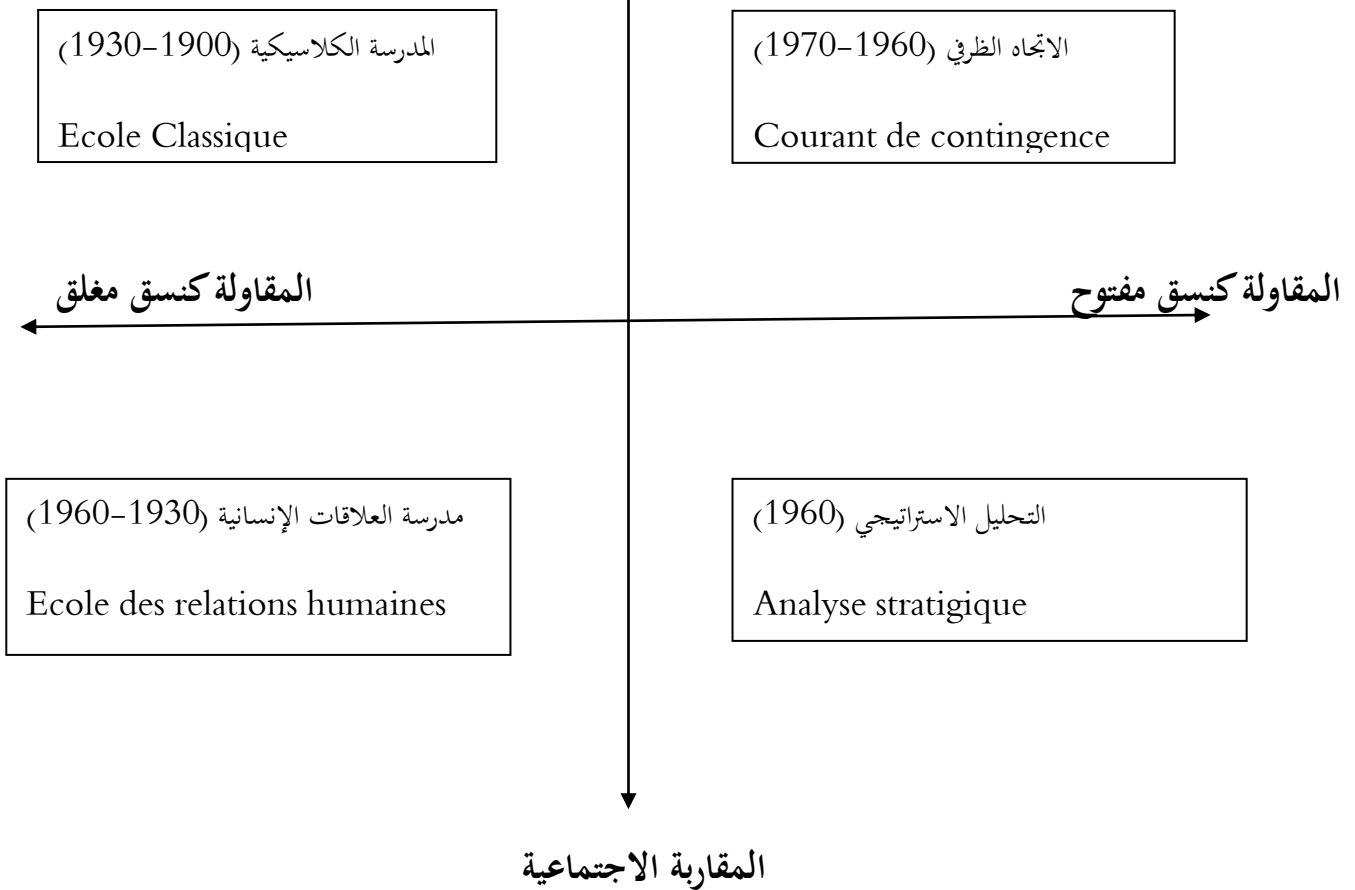 المدرسة الكلاسيكية (1900-1930)
Ecole Classique
الاتجاه الظرفي (1960-1970)
Courant de contingence
المقاولة كنسق مغلق
المقاولة كنسق مفتوح
مدرسة العلاقات الإنسانية (1930-1960)
Ecole des relations humaines
التحليل الاستراتيجي (1960)
Analyse stratigique
المقاربة الاجتماعية